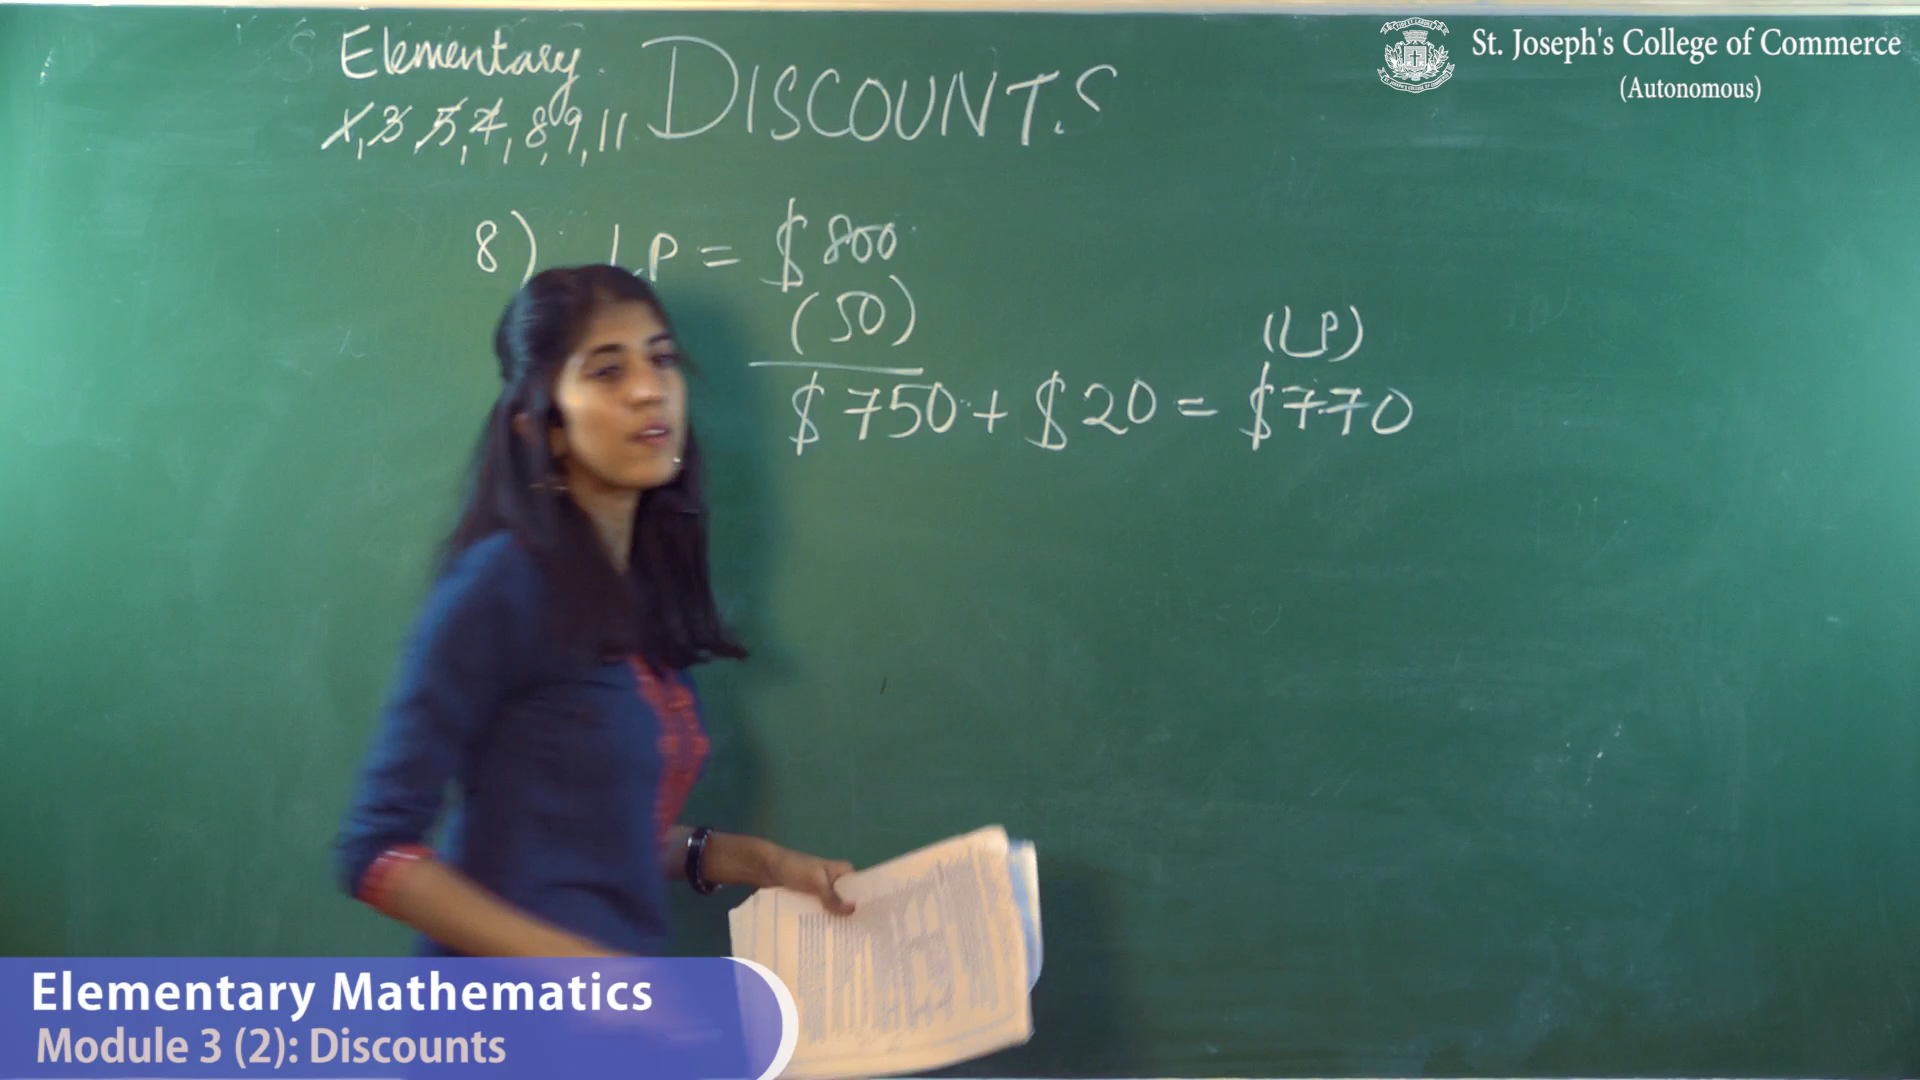 St. Joseph's College of Commerce
(Autonomous)
Elementary
1, 3, 5, 7, 8, 9, 11
DISCOUNTS
8) LP = $ 800
(50)
(LP)
$ 750 + $ 20 = $ 770
Elementary Mathematics
Module 3 (2): Discounts